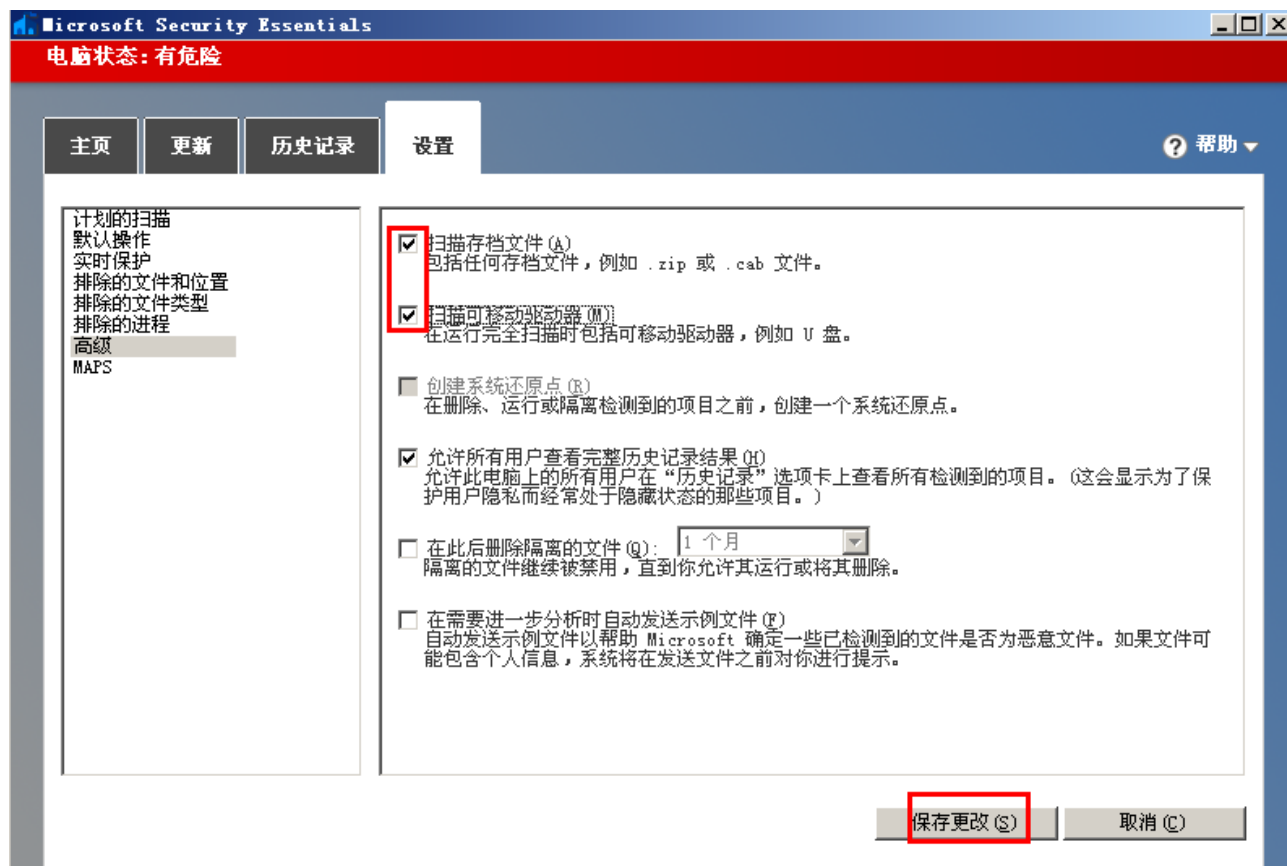 Microsoft Security Essentials
电脑状态:有危险
主页
更新
历史记录
设置
帮助
计划的扫描
默认操作
实时保护
排除的文件和位置
排除的文件类型
排除的进程
高级
MAPS
扫描存档文件(A)
包括任何存档文件,例如 .zip 或 .cab 文件。
扫描可移动驱动器(M)
在运行完全扫描时包括可移动驱动器,例如 U 盘。
创建系统还原点(R)
在删除、运行或隔离检测到的项目之前,创建一个系统还原点。
允许所有用户查看完整历史记录结果(H)
允许此电脑上的所有用户在“历史记录”选项卡上查看所有检测到的项目。(这会显示为了保
护用户隐私而经常处于隐藏状态的那些项目。)
在此后删除隔离的文件(Q): 1 个月
隔离的文件继续被禁用,直到你允许其运行或将其删除。
在需要进一步分析时自动发送示例文件(F)
自动发送示例文件以帮助 Microsoft 确定一些已检测到的文件是否为恶意文件。如果文件可
能包含个人信息,系统将在发送文件之前对你进行提示。
保存更改(S)
取消(C)